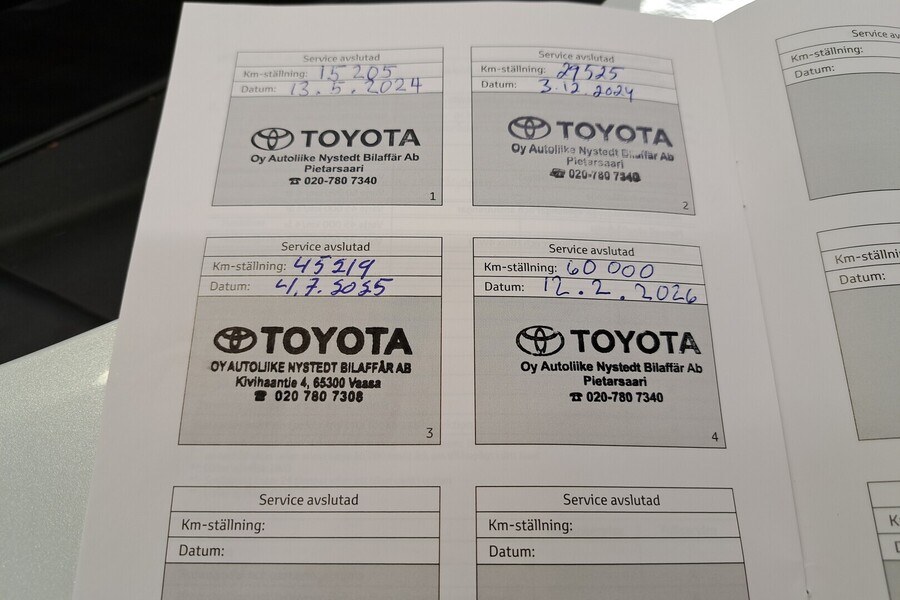 Service avslutad
Km-ställning: 15 205
Datum: 13.5.2024
TOYOTA
Oy Autoliike Nystedt Bilaffär Ab
Pietarsaari
☎ 020-780 7340
1
Service avslutad
Km-ställning: 29525
Datum: 3.12.2024
TOYOTA
Oy Autoliike Nystedt Bilaffär Ab
Pietarsaari
☎ 020-780 7340
2
Service avslutad
Km-ställning: 45219
Datum: 4.7.2025
TOYOTA
OY AUTOLIIKE NYSTEDT BILAFFÄR AB
Kivihaantie 4, 65300 Vaasa
☎ 020 780 7308
3
Service avslutad
Km-ställning: 60 000
Datum: 12.2.2026
TOYOTA
Oy Autoliike Nystedt Bilaffär Ab
Pietarsaari
☎ 020-780 7340
4
Service avslutad
Km-ställning:
Datum:
Service avslutad
Km-ställning:
Datum:
Service
Km-ställning:
Datum:
Km-ställning:
Datum: